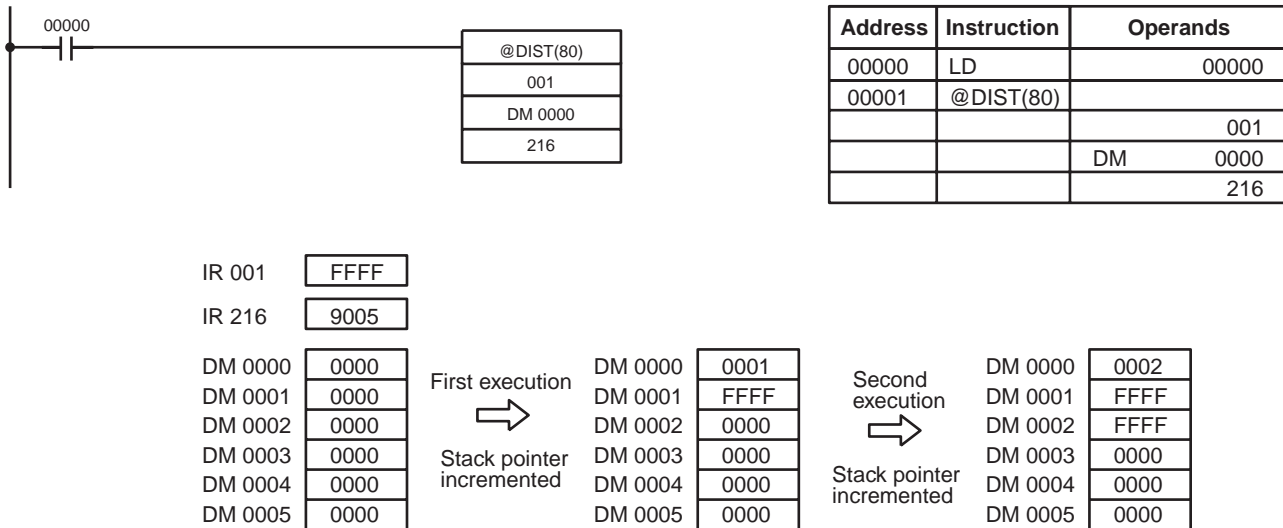 00000
@DIST(80)
001
DM 0000
216
Address Instruction Operands
00000 LD 00000
00001 @DIST(80)
001
DM 0000
216
IR 001 FFFF
IR 216 9005
DM 0000 0000
DM 0001 0000
DM 0002 0000
DM 0003 0000
DM 0004 0000
DM 0005 0000
First execution
Stack pointer
incremented
DM 0000 0001
DM 0001 FFFF
DM 0002 0000
DM 0003 0000
DM 0004 0000
DM 0005 0000
Second
execution
Stack pointer
incremented
DM 0000 0002
DM 0001 FFFF
DM 0002 FFFF
DM 0003 0000
DM 0004 0000
DM 0005 0000